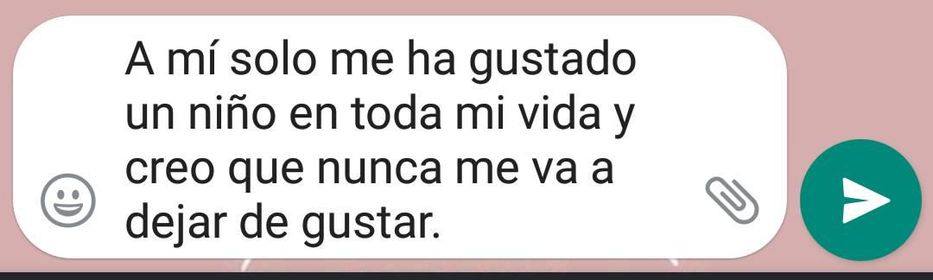 A mí solo me ha gustado
un niño en toda mi vida y
creo que nunca me va a
dejar de gustar.